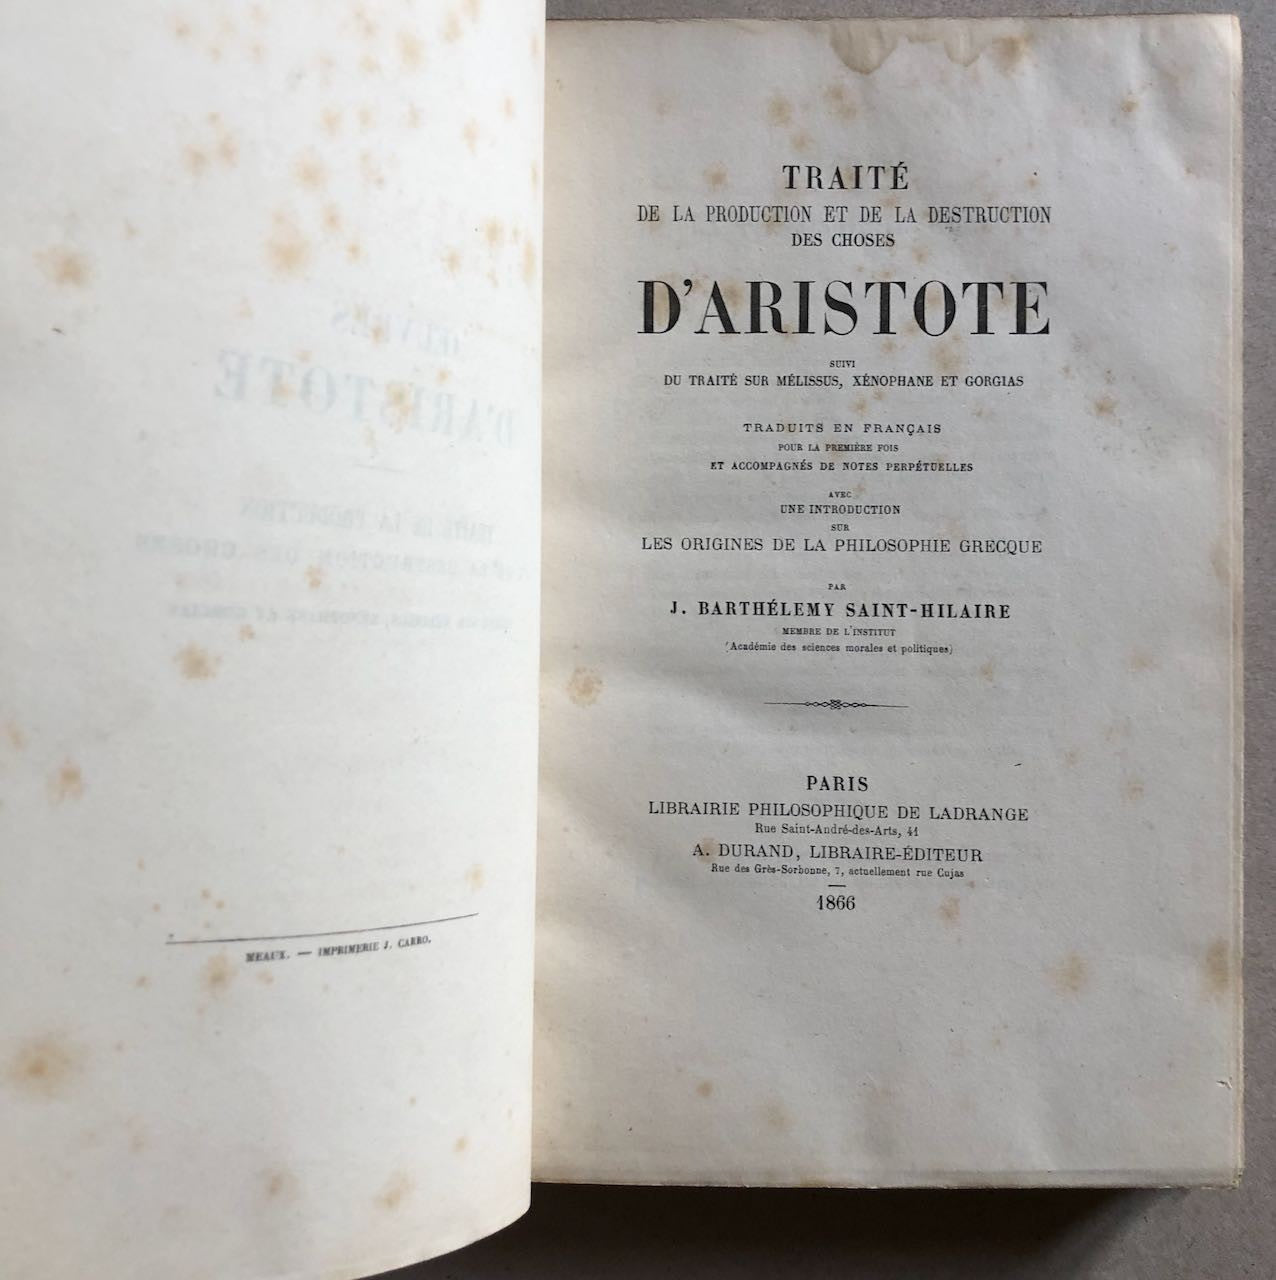 MEAUX. — IMPRIMERIE J. CARRO.
TRAITÉ
DE LA PRODUCTION ET DE LA DESTRUCTION
DES CHOSES
D'ARISTOTE
SUIVI
DU TRAITÉ SUR MÉLISSUS, XÉNOPHANE ET GORGIAS
TRADUITS EN FRANÇAIS
POUR LA PREMIÈRE FOIS
ET ACCOMPAGNÉS DE NOTES PERPÉTUELLES
AVEC
UNE INTRODUCTION
SUR
LES ORIGINES DE LA PHILOSOPHIE GRECQUE
PAR
J. BARTHÉLEMY SAINT-HILAIRE
MEMBRE DE L'INSTITUT
(Académie des sciences morales et politiques)
PARIS
LIBRAIRIE PHILOSOPHIQUE DE LADRANGE
Rue Saint-André-des-Arts, 41
A. DURAND, LIBRAIRE-ÉDITEUR
Rue des Grès-Sorbonne, 7, actuellement rue Cujas
1866